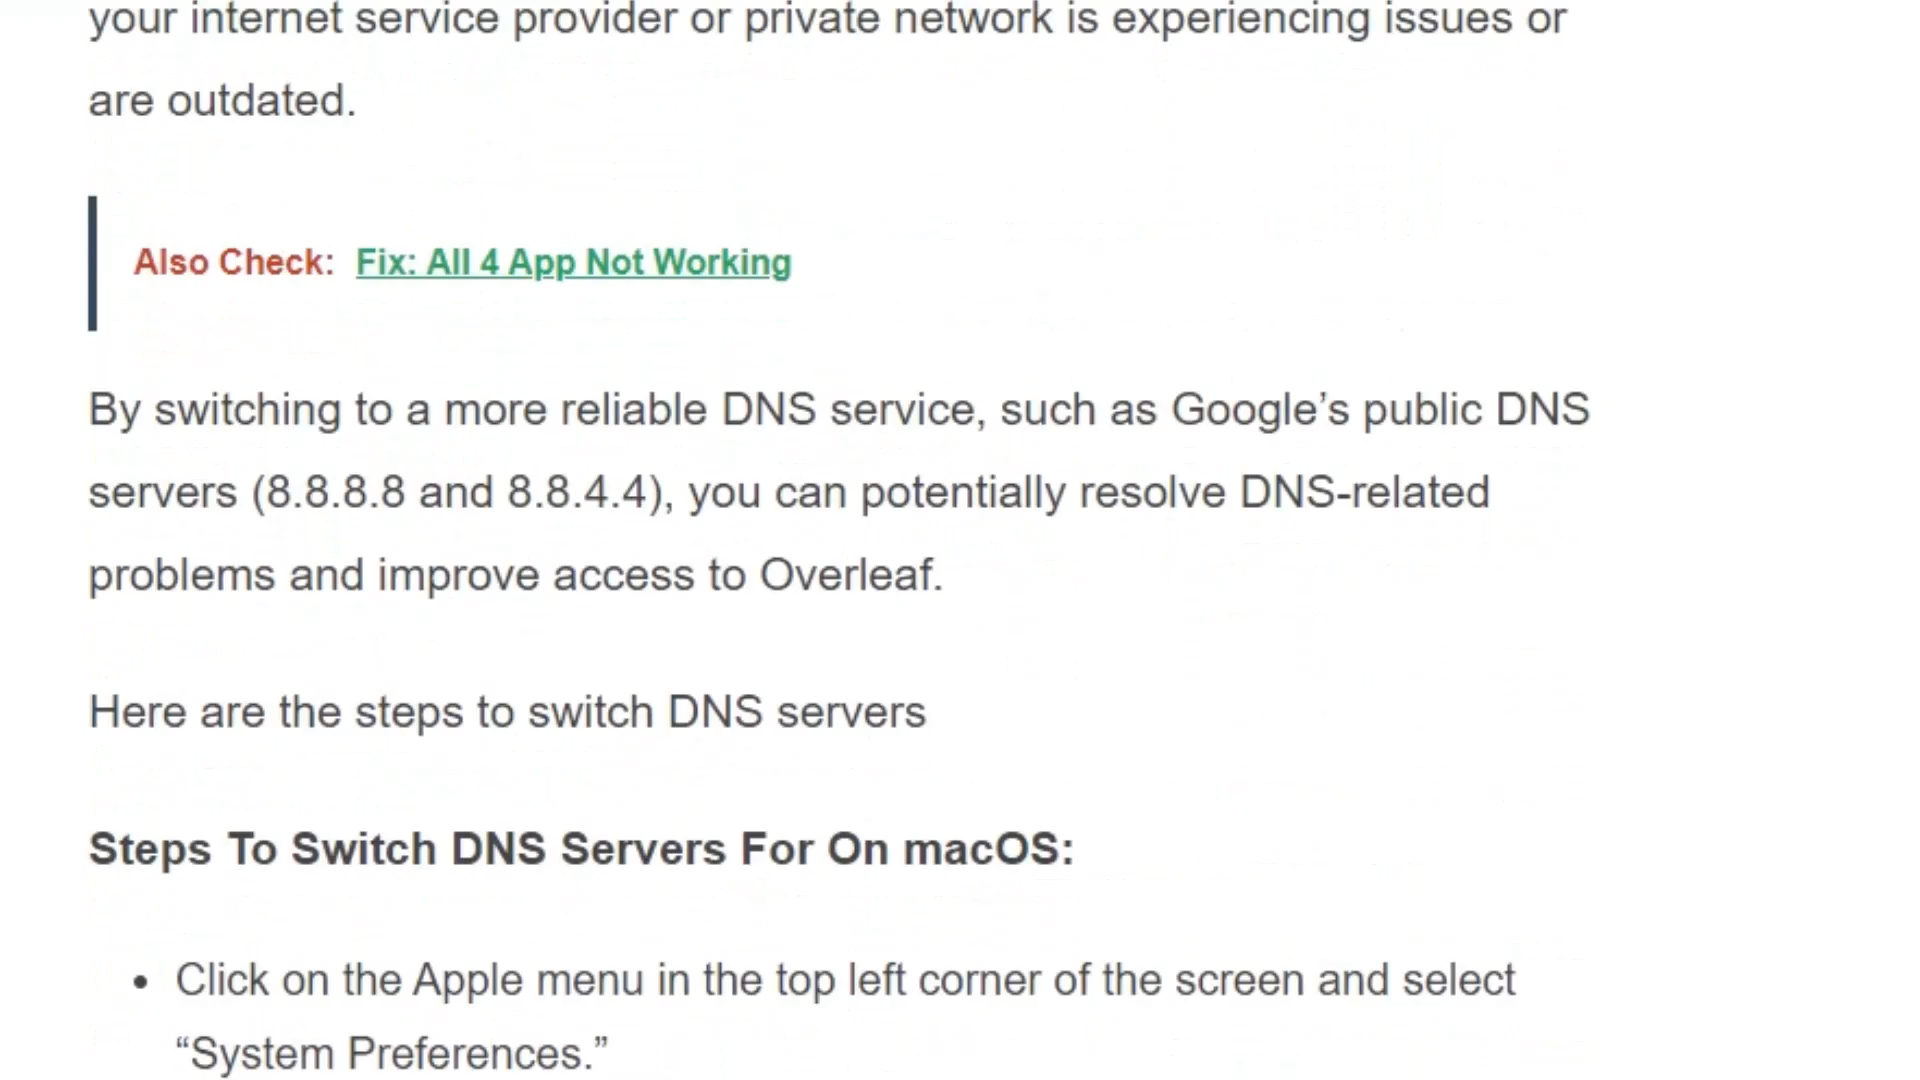 your internet service provider or private network is experiencing issues or
are outdated.
Also Check: Fix: All 4 App Not Working
By switching to a more reliable DNS service, such as Google’s public DNS
servers (8.8.8.8 and 8.8.4.4), you can potentially resolve DNS-related
problems and improve access to Overleaf.
Here are the steps to switch DNS servers
Steps To Switch DNS Servers For On macOS:
• Click on the Apple menu in the top left corner of the screen and select
“System Preferences.”